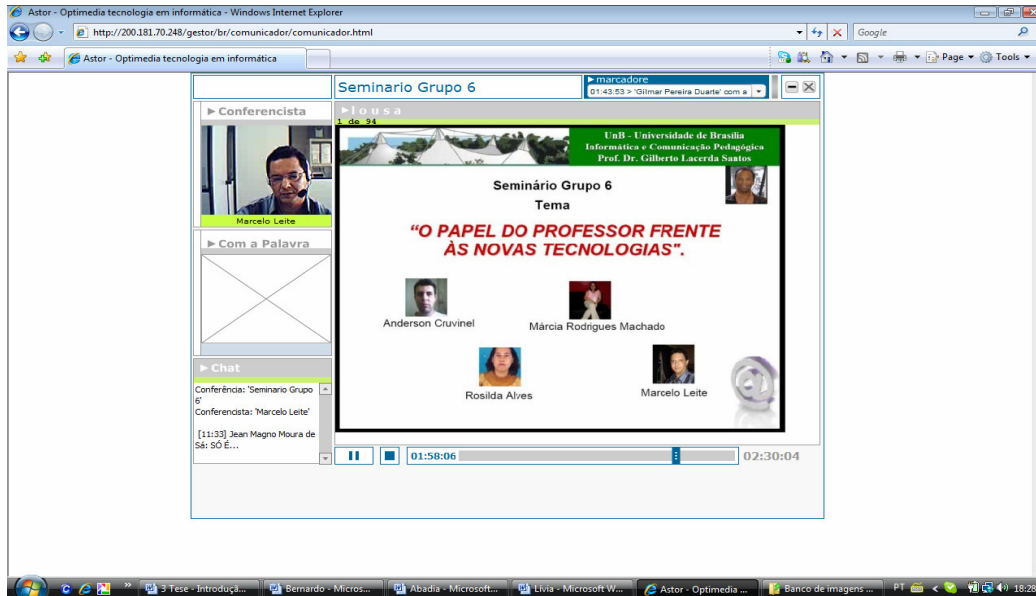 Astor - Optimedia tecnologia em informática - Windows Internet Explorer
http://200.181.70.248/gestor/br/comunicador/comunicador.html
Google
Astor - Optimedia tecnologia em informática
Page
Tools
Seminario Grupo 6
marcadore
01:43:53 > 'Gilmar Pereira Duarte' com a
Conferencista
Marcelo Leite
Com a Palavra
Chat
Conferência: 'Seminario Grupo
6'
Conferencista: 'Marcelo Leite'
[11:33] Jean Magno Moura de
Sá: SÓ É...
lousa
1 de 94
UnB - Universidade de Brasília
Informática e Comunicação Pedagógica
Prof. Dr. Gilberto Lacerda Santos
Seminário Grupo 6
Tema
“O PAPEL DO PROFESSOR FRENTE
ÀS NOVAS TECNOLOGIAS".
Anderson Cruvinel
Márcia Rodrigues Machado
Rosilda Alves
Marcelo Leite
01:58:06
02:30:04
3 Tese - Introduçã...
Bernardo - Micros...
Abadia - Microsoft...
Lívia - Microsoft W...
Astor - Optimedia ...
Banco de imagens ...
PT
18:28